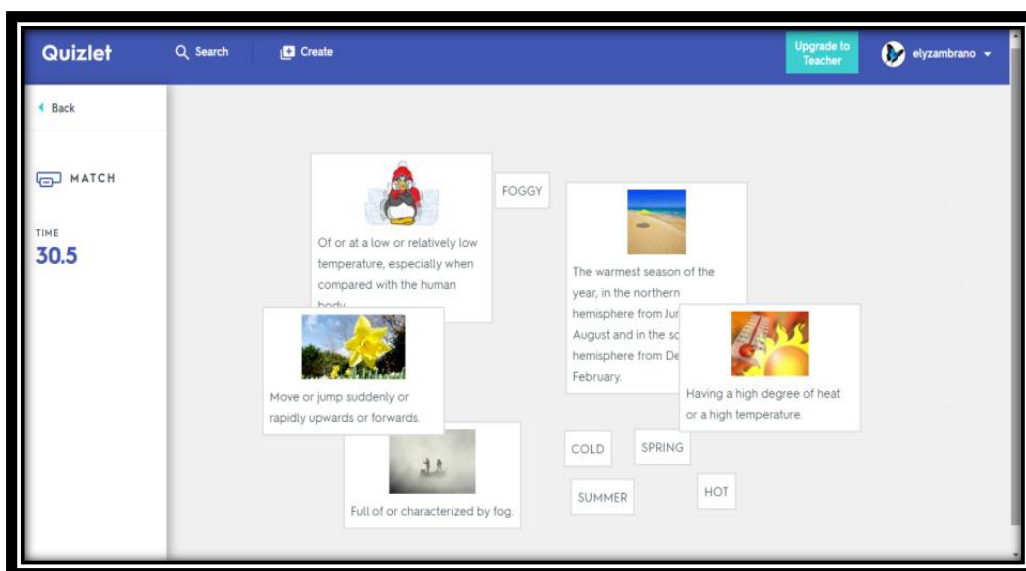 Quizlet
Search
Create
Upgrade to
Teacher
elyzambrano
Back
MATCH
TIME
30.5
Of or at a low or relatively low
temperature, especially when
compared with the human
body
FOGGY
The warmest season of the
year, in the northern
hemisphere from
August and in the
hemisphere from
February.
Move or jump suddenly or
rapidly upwards or forwards.
Having a high degree of heat
or a high temperature.
Full of or characterized by fog.
COLD
SPRING
SUMMER
HOT